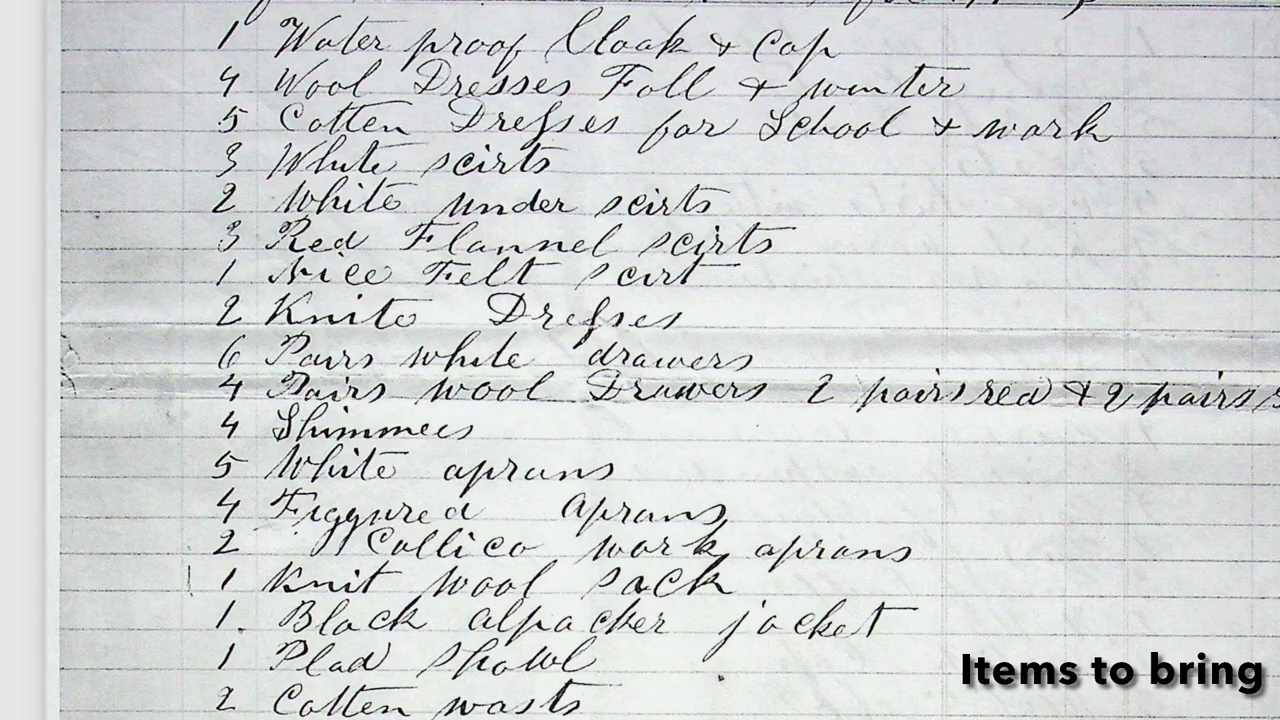 1 Water proof Cloak & Cap
4 Wool Dresses Fall & winter
5 Cotten Dresses for School & work
3 White scirts
2 White under scirts
3 Red Flannel scirts
1 Nice Felt scirt
2 Knite Dresses
6 Pairs white drawers
4 Pairs wool Drawers 2 pairs red & 2 pairs
4 Shimmees
5 White aprans
4 Figgured aprans
2 " Collico work aprans
1 Knit wool sack
1. Black alpacker jacket
1 Plad shawl
2 Cotten wasts
Items to bring